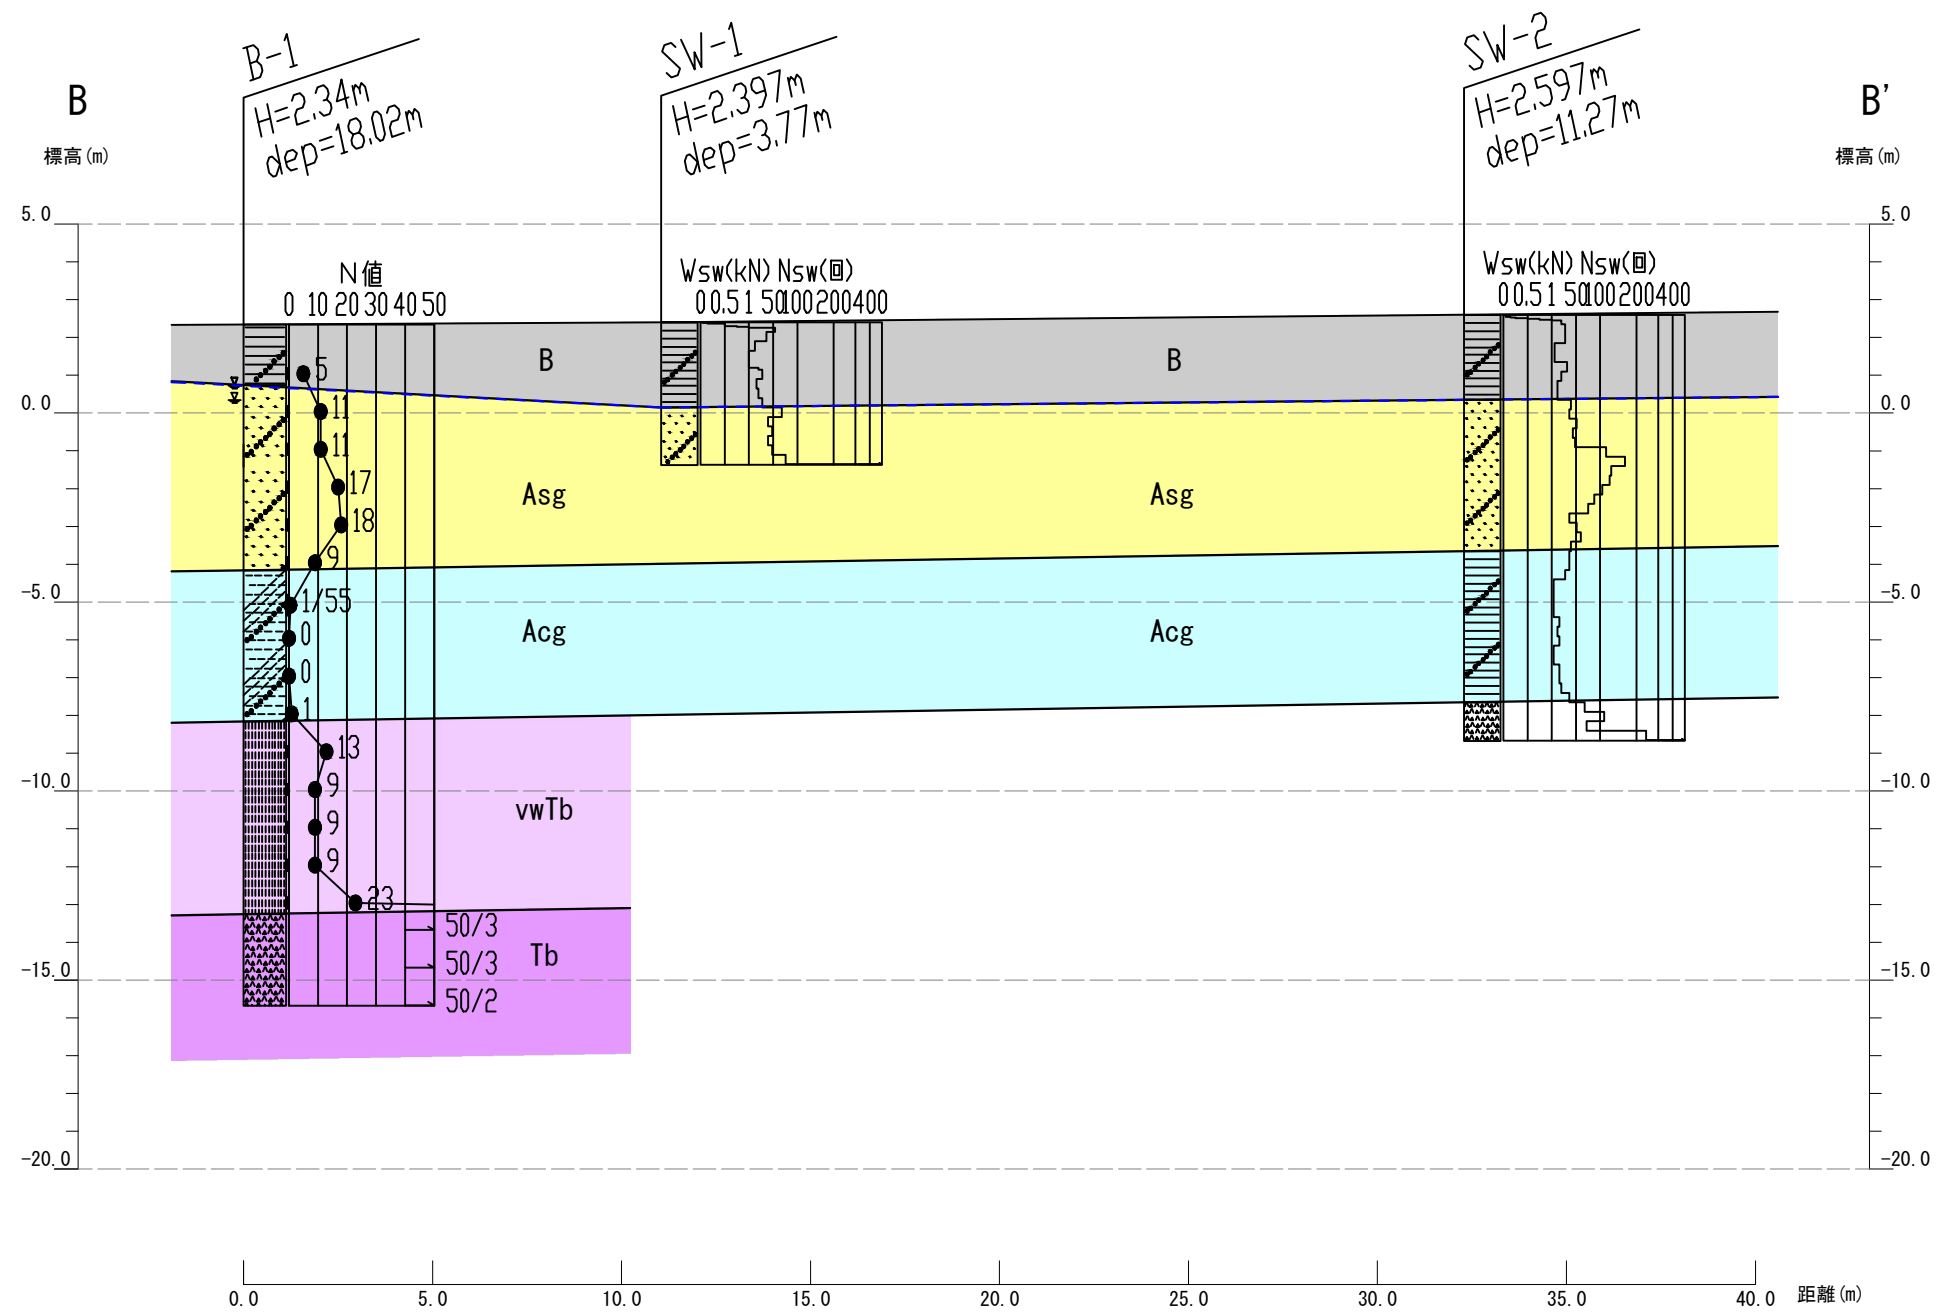 B-1
H=2.34m
dep=18.02m
SW-1
H=2.397m
dep=3.77m
SW-2
H=2.597m
dep=11.27m
B
B'
標高(m)
標高(m)
5.0
5.0
N値
0 10 20 30 40 50
Wsw(kN) Nsw(回)
0 0.5 1 50 100 200 400
Wsw(kN) Nsw(回)
0 0.5 1 50 100 200 400
B
B
5
0.0
0.0
11
11
17
Asg
Asg
18
9
-5.0
-5.0
1/55
Acg
Acg
0
0
1
13
-10.0
-10.0
9
vwTb
9
9
23
50/3
Tb
50/3
-15.0
-15.0
50/2
-20.0
-20.0
0.0 5.0 10.0 15.0 20.0 25.0 30.0 35.0 40.0 距離(m)